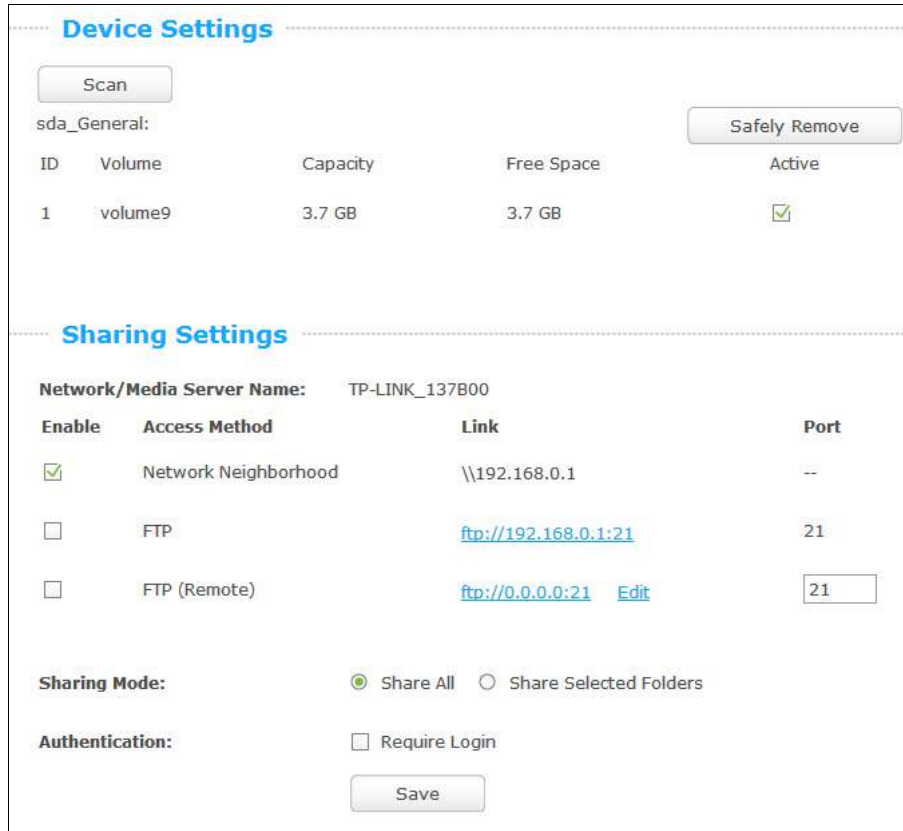 Device Settings
Scan
sda_General:
Safely Remove
ID Volume Capacity Free Space Active
1 volume9 3.7 GB 3.7 GB
Sharing Settings
Network/Media Server Name: TP-LINK_137B00
Enable Access Method Link Port
Network Neighborhood \\192.168.0.1 --
FTP ftp://192.168.0.1:21 21
FTP (Remote) ftp://0.0.0.0:21 Edit 21
Sharing Mode: Share All Share Selected Folders
Authentication: Require Login
Save